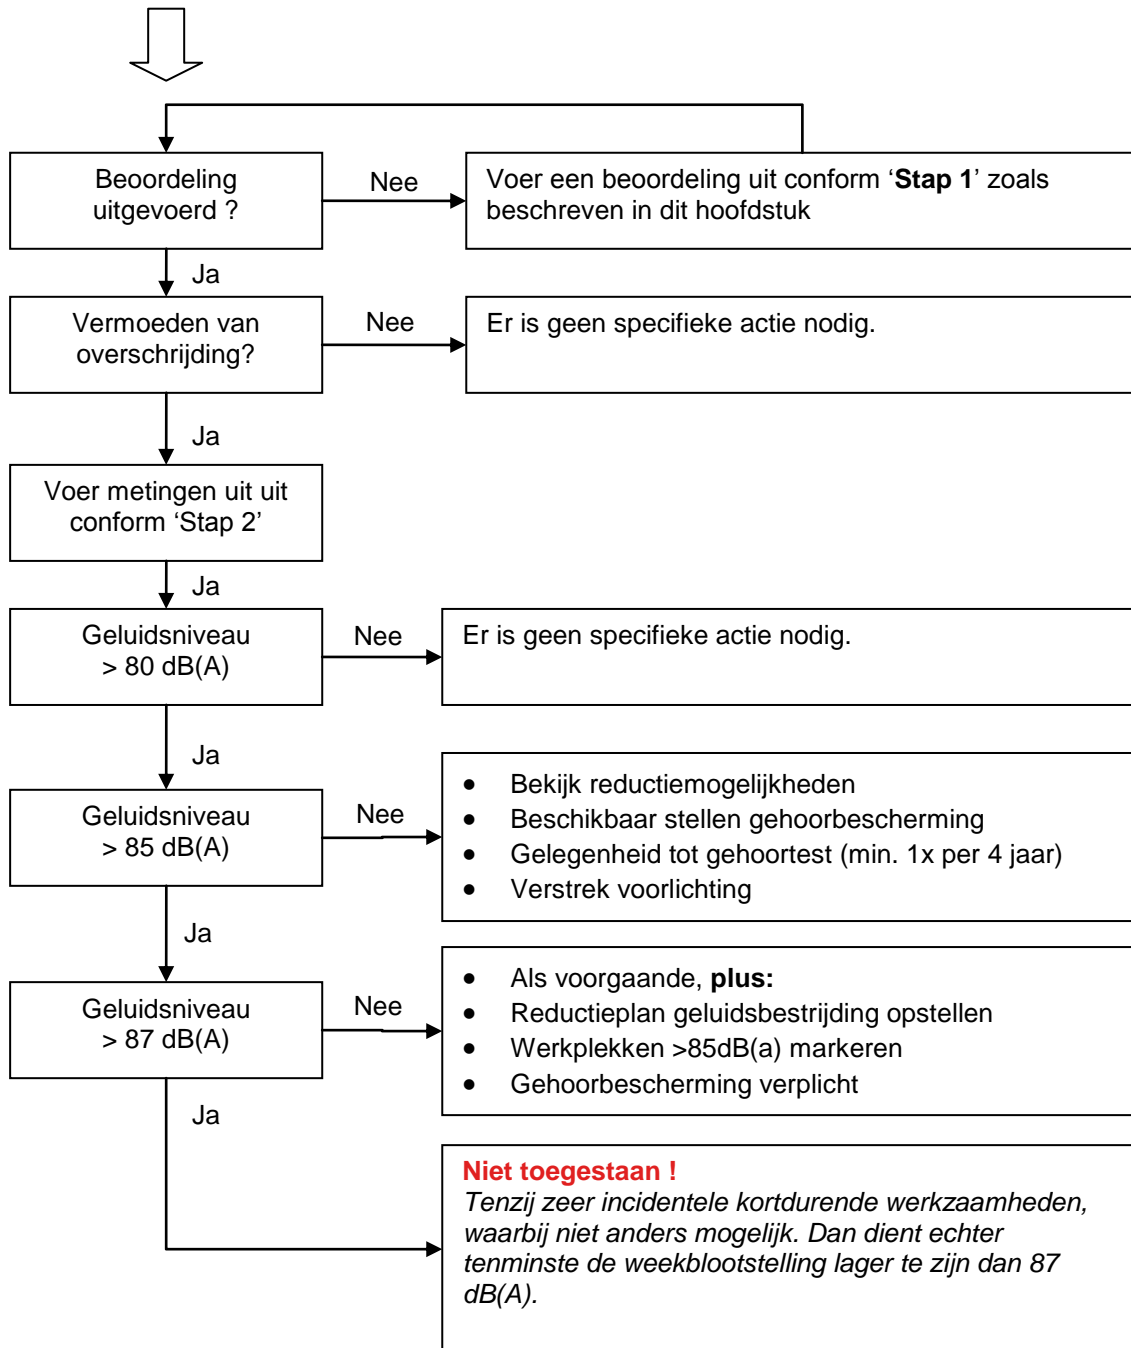 Beoordeling
uitgevoerd ?
Nee
Voer een beoordeling uit conform ‘Stap 1’ zoals
beschreven in dit hoofdstuk
Ja
Vermoeden van
overschrijding?
Nee
Er is geen specifieke actie nodig.
Ja
Voer metingen uit uit
conform ‘Stap 2’
Ja
Geluidsniveau
> 80 dB(A)
Nee
Er is geen specifieke actie nodig.
Ja
Geluidsniveau
> 85 dB(A)
Nee
• Bekijk reductiemogelijkheden
• Beschikbaar stellen gehoorbescherming
• Gelegenheid tot gehoortest (min. 1x per 4 jaar)
• Verstrek voorlichting
Ja
Geluidsniveau
> 87 dB(A)
Nee
• Als voorgaande, plus:
• Reductieplan geluidsbestrijding opstellen
• Werkplekken >85dB(a) markeren
• Gehoorbescherming verplicht
Ja
Niet toegestaan !
Tenzij zeer incidentele kortdurende werkzaamheden,
waarbij niet anders mogelijk. Dan dient echter
tenminste de weekblootstelling lager te zijn dan 87
dB(A).